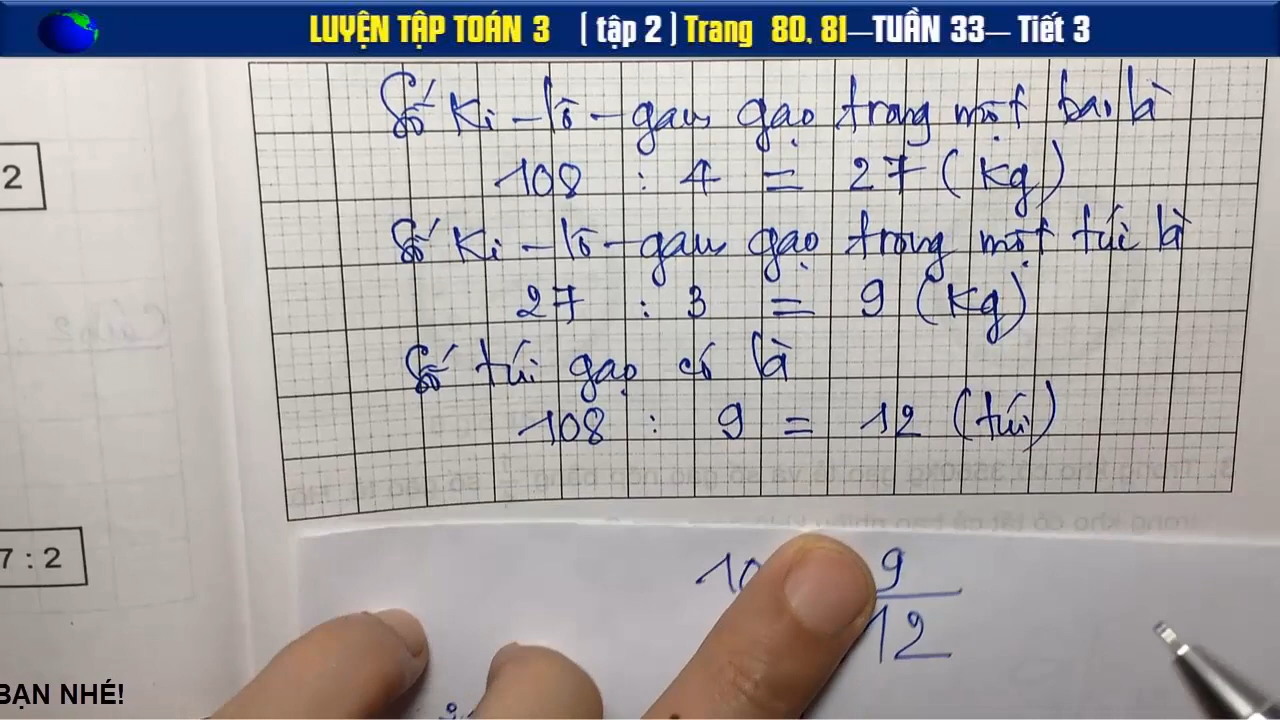 LUYỆN TẬP TOÁN 3 ( tập 2 ) Trang 80, 81–TUẦN 33– Tiết 3
2
Số Ki-lô-gam gạo trong một bao là
108 : 4 = 27 (Kg)
Số Ki-lô-gam gạo trong một túi là
27 : 3 = 9 (Kg)
Số túi gạo có là
108 : 9 = 12 (túi)
7 : 2
10 9
12
BẠN NHÉ!